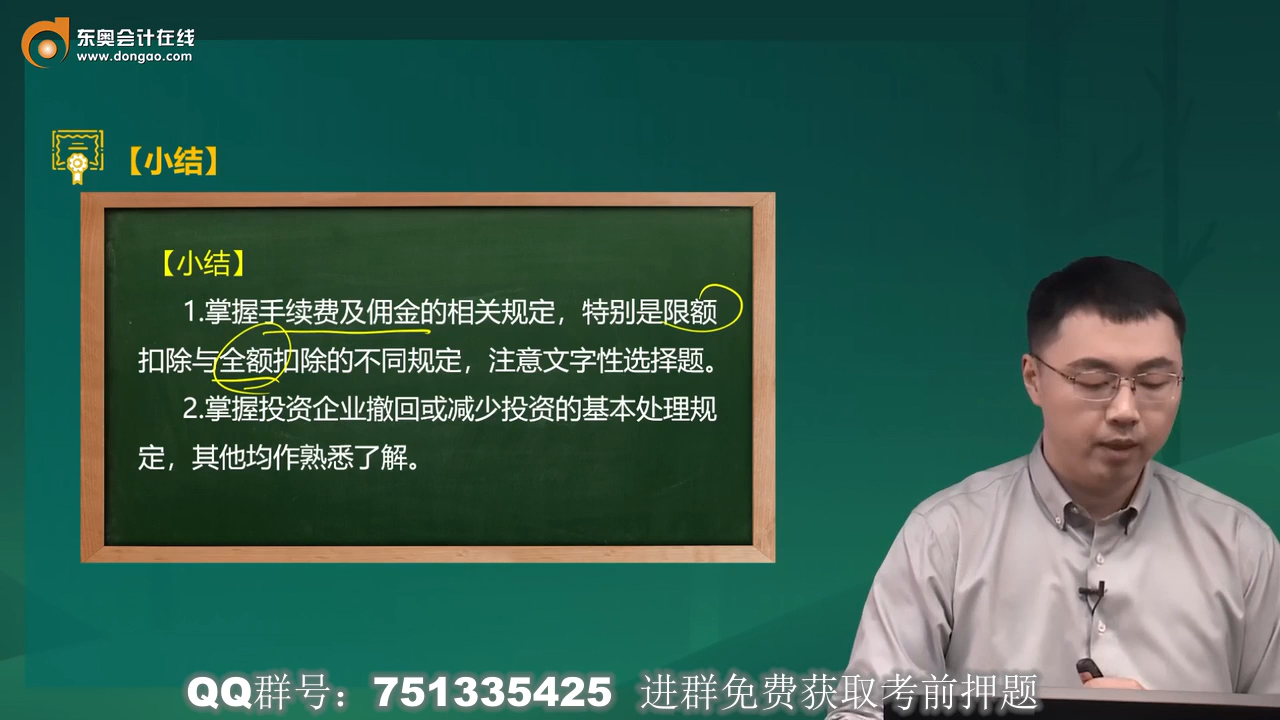 东奥会计在线
www.dongao.com
【小结】
【小结】
1.掌握手续费及佣金的相关规定，特别是限额
扣除与全额扣除的不同规定，注意文字性选择题。
2.掌握投资企业撤回或减少投资的基本处理规
定，其他均作熟悉了解。
QQ群号：751335425 进群免费获取考前押题